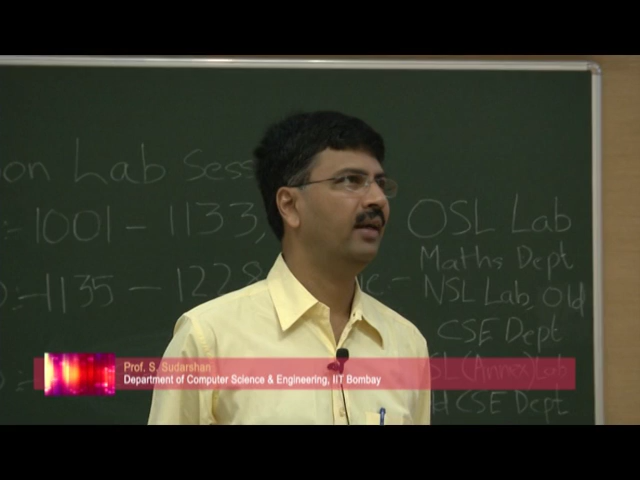 on Lab Sess
:- 1001 - 1133, OSL Lab
Maths Dept
:- 1135 - 1228 NSL Lab, Old
CSE Dept
Prof. S. Sudarshan
Department of Computer Science & Engineering, IIT Bombay
SL (Annex) Lab
ld CSE Dept